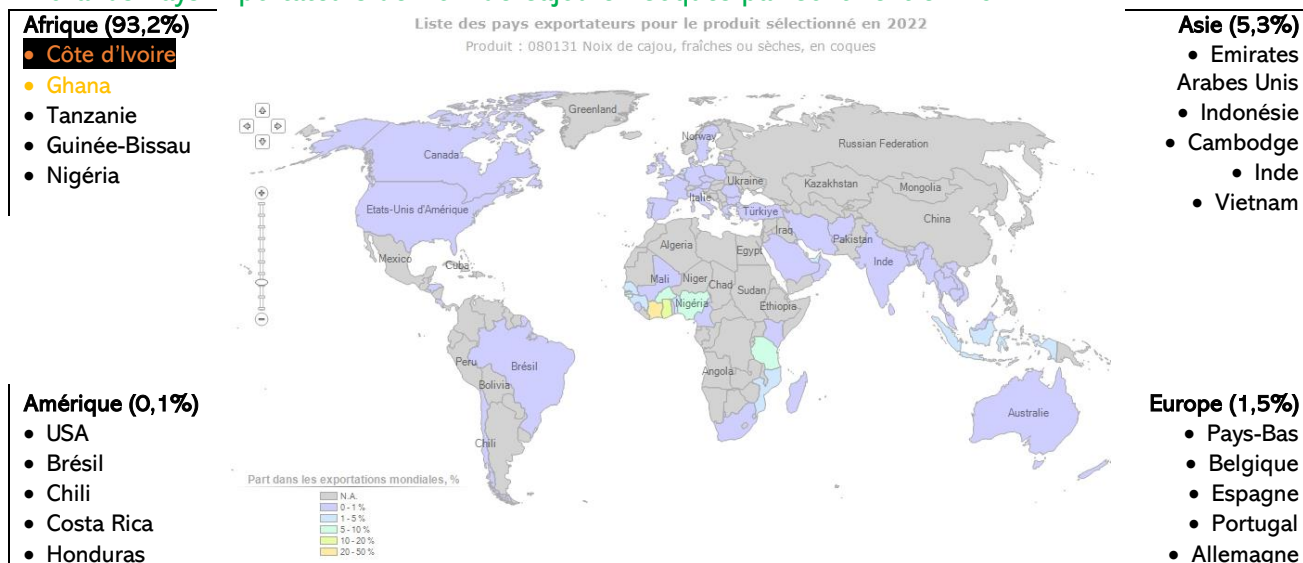 Afrique (93,2%)
• Côte d'Ivoire
• Ghana
• Tanzanie
• Guinée-Bissau
• Nigéria
Liste des pays exportateurs pour le produit sélectionné en 2022
Produit : 080131 Noix de cajou, fraîches ou sèches, en coques
Asie (5,3%)
• Emirates
Arabes Unis
• Indonésie
• Cambodge
• Inde
• Vietnam
Greenland
Norway
Russian Federation
Canada
Ukraine
Kazakhstan
Mongolia
Italie
Etats-Unis d'Amérique
Türkiye
China
Iraq
Pakistan
Algeria
Egypt
Mexico
Cuba
Inde
Mali
Niger
Chad
Sudan
Nigéria
Ethiopia
Peru
Brésil
Angola
Bolivia
Australie
Chili
Amérique (0,1%)
• USA
• Brésil
• Chili
• Costa Rica
• Honduras
Part dans les exportations mondiales, %
N.A.
0 - 1 %
1 - 5 %
5 - 10 %
10 - 20 %
20 - 50 %
Europe (1,5%)
• Pays-Bas
• Belgique
• Espagne
• Portugal
• Allemagne